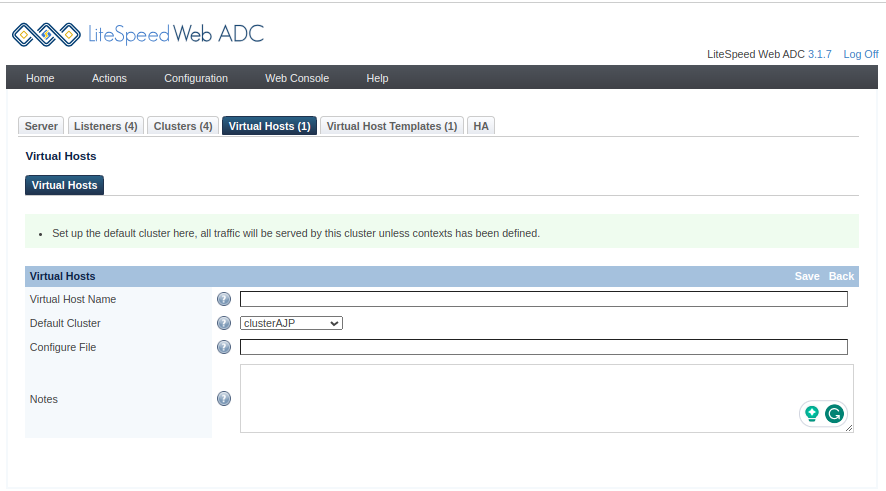 LiteSpeed Web ADC
LiteSpeed Web ADC 3.1.7 Log Off
Home Actions Configuration Web Console Help
Server Listeners (4) Clusters (4) Virtual Hosts (1) Virtual Host Templates (1) HA
Virtual Hosts
Virtual Hosts
Set up the default cluster here, all traffic will be served by this cluster unless contexts has been defined.
Virtual Hosts Save Back
Virtual Host Name ?
Default Cluster ? clusterAJP
Configure File ?
Notes ?